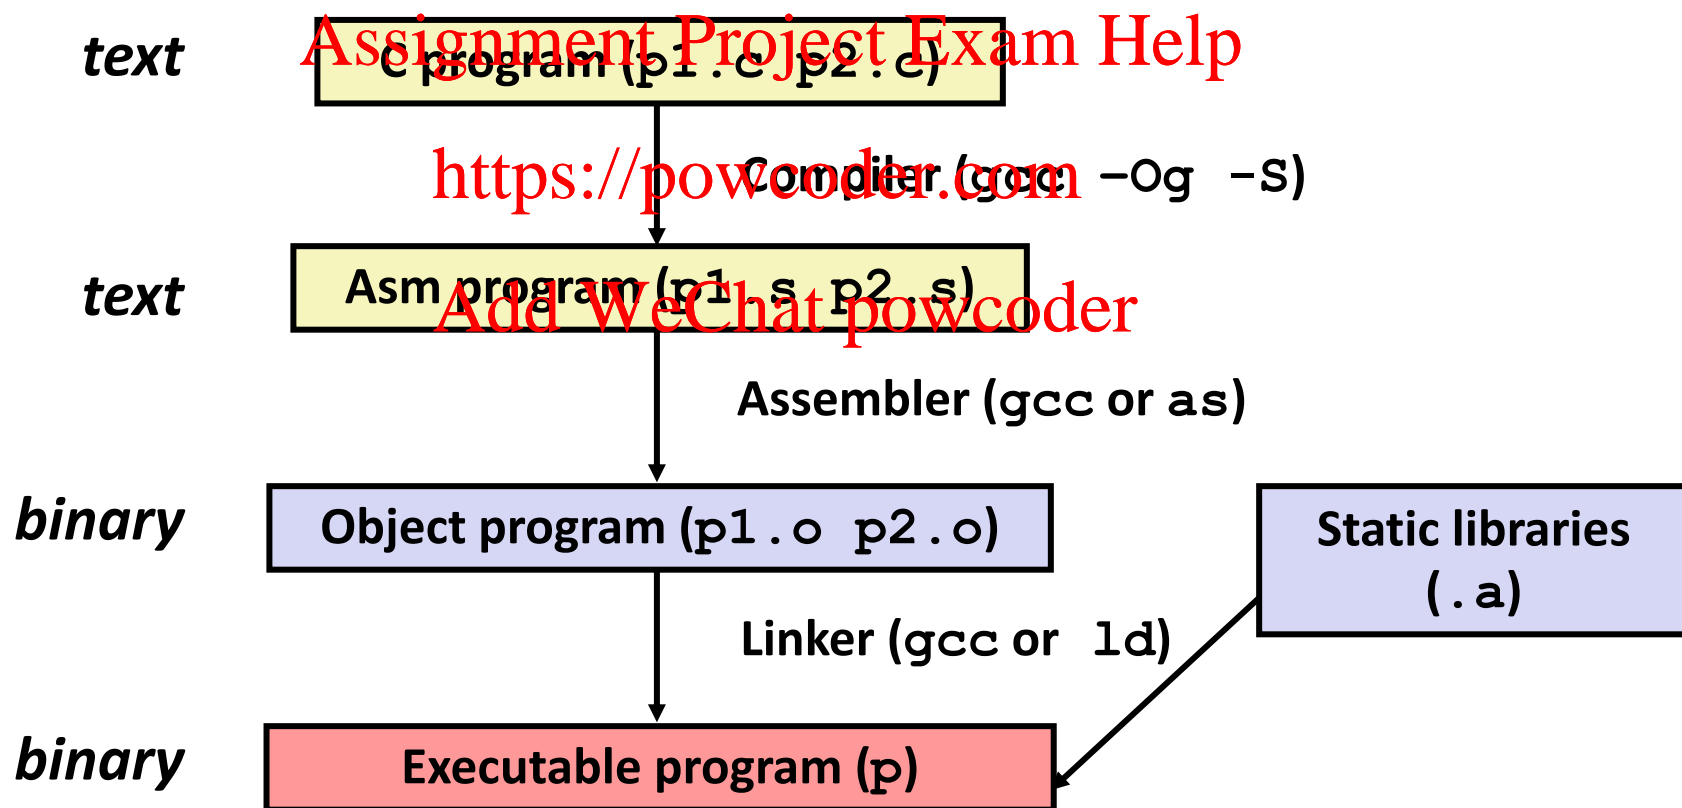 text
C program (p1.c p2.c)
Assignment Project Exam Help
https://powcoder.com
Compiler (gcc –Og -S)
text
Asm program (p1.s p2.s)
Add WeChat powcoder
Assembler (gcc or as)
binary
Object program (p1.o p2.o)
Static libraries
(.a)
Linker (gcc or ld)
binary
Executable program (p)